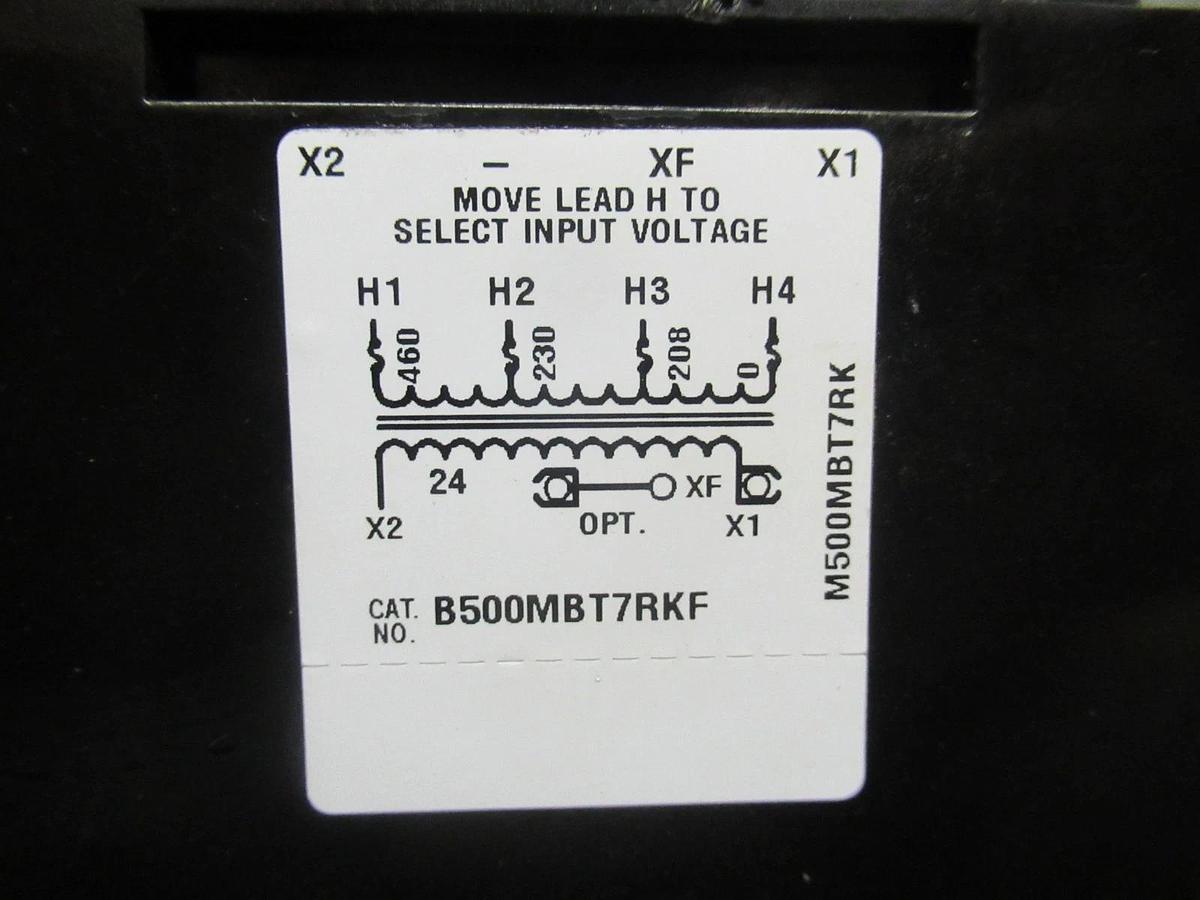 X2 – XF X1
MOVE LEAD H TO
SELECT INPUT VOLTAGE
H1 H2 H3 H4
460 230 208 0
24 XF
X2 OPT. X1
M500MBT7RK
CAT. NO. B500MBT7RKF